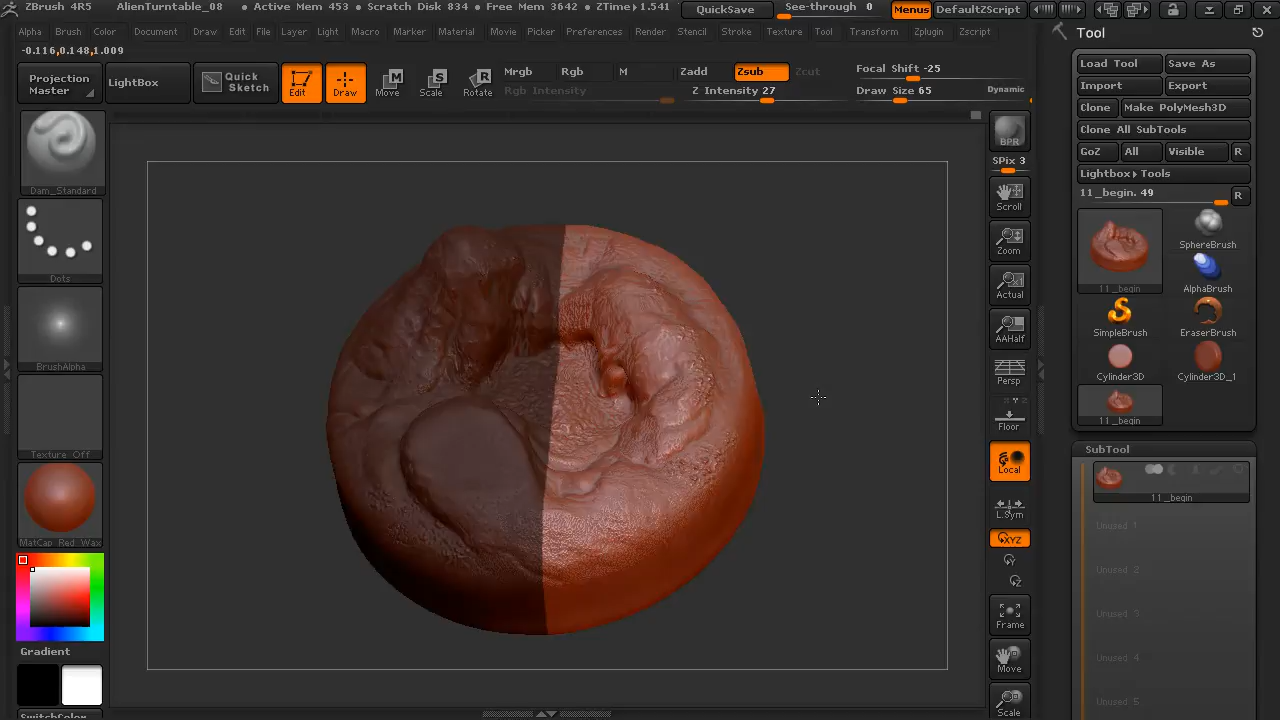 ZBrush 4R5 AlienTurntable_08 • Active Mem 453 • Scratch Disk 834 • Free Mem 3642 • ZTime▸1.541 QuickSave See-through 0 Menus DefaultZScript
Alpha Brush Color Document Draw Edit File Layer Light Macro Marker Material Movie Picker Preferences Render Stencil Stroke Texture Tool Transform Zplugin Zscript
-0.116,0.148,1.009
Projection Master
LightBox
Quick Sketch
Edit
Draw
Move
Scale
Rotate
Mrgb Rgb M Zadd Zsub Zcut
Rgb Intensity
Z Intensity 27
Focal Shift -25
Draw Size 65
Dynamic
Dam_Standard
Dots
BrushAlpha
Texture Off
MatCap Red Wax
Gradient
SwitchColor
BPR
SPix 3
Scroll
Zoom
Actual
AAHalf
Persp
Floor
Local
L.Sym
XYZ
Y
Z
Frame
Move
Scale
Tool
Load Tool Save As
Import Export
Clone Make PolyMesh3D
Clone All SubTools
GoZ All Visible R
Lightbox▸Tools
11_begin. 49 R
11_begin
SphereBrush
AlphaBrush
SimpleBrush
EraserBrush
Cylinder3D
Cylinder3D_1
11_begin
SubTool
11_begin
Unused 1
Unused 2
Unused 3
Unused 4
Unused 5